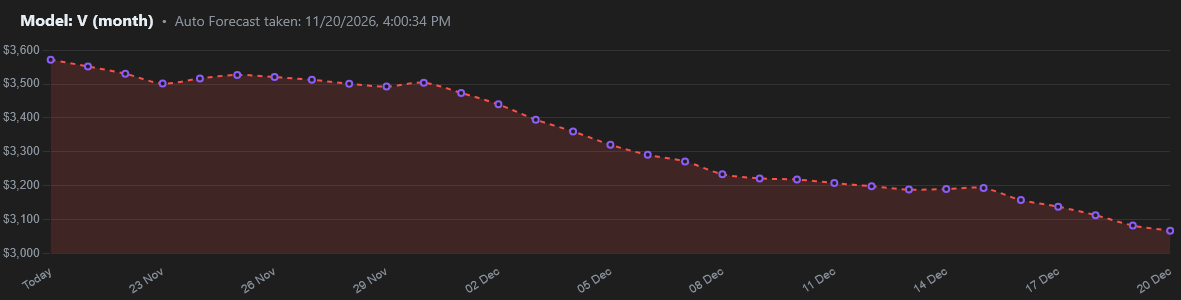 Model: V (month) • Auto Forecast taken: 11/20/2026, 4:00:34 PM
$3,600
$3,500
$3,400
$3,300
$3,200
$3,100
$3,000
Today
23 Nov
26 Nov
29 Nov
02 Dec
05 Dec
08 Dec
11 Dec
14 Dec
17 Dec
20 Dec